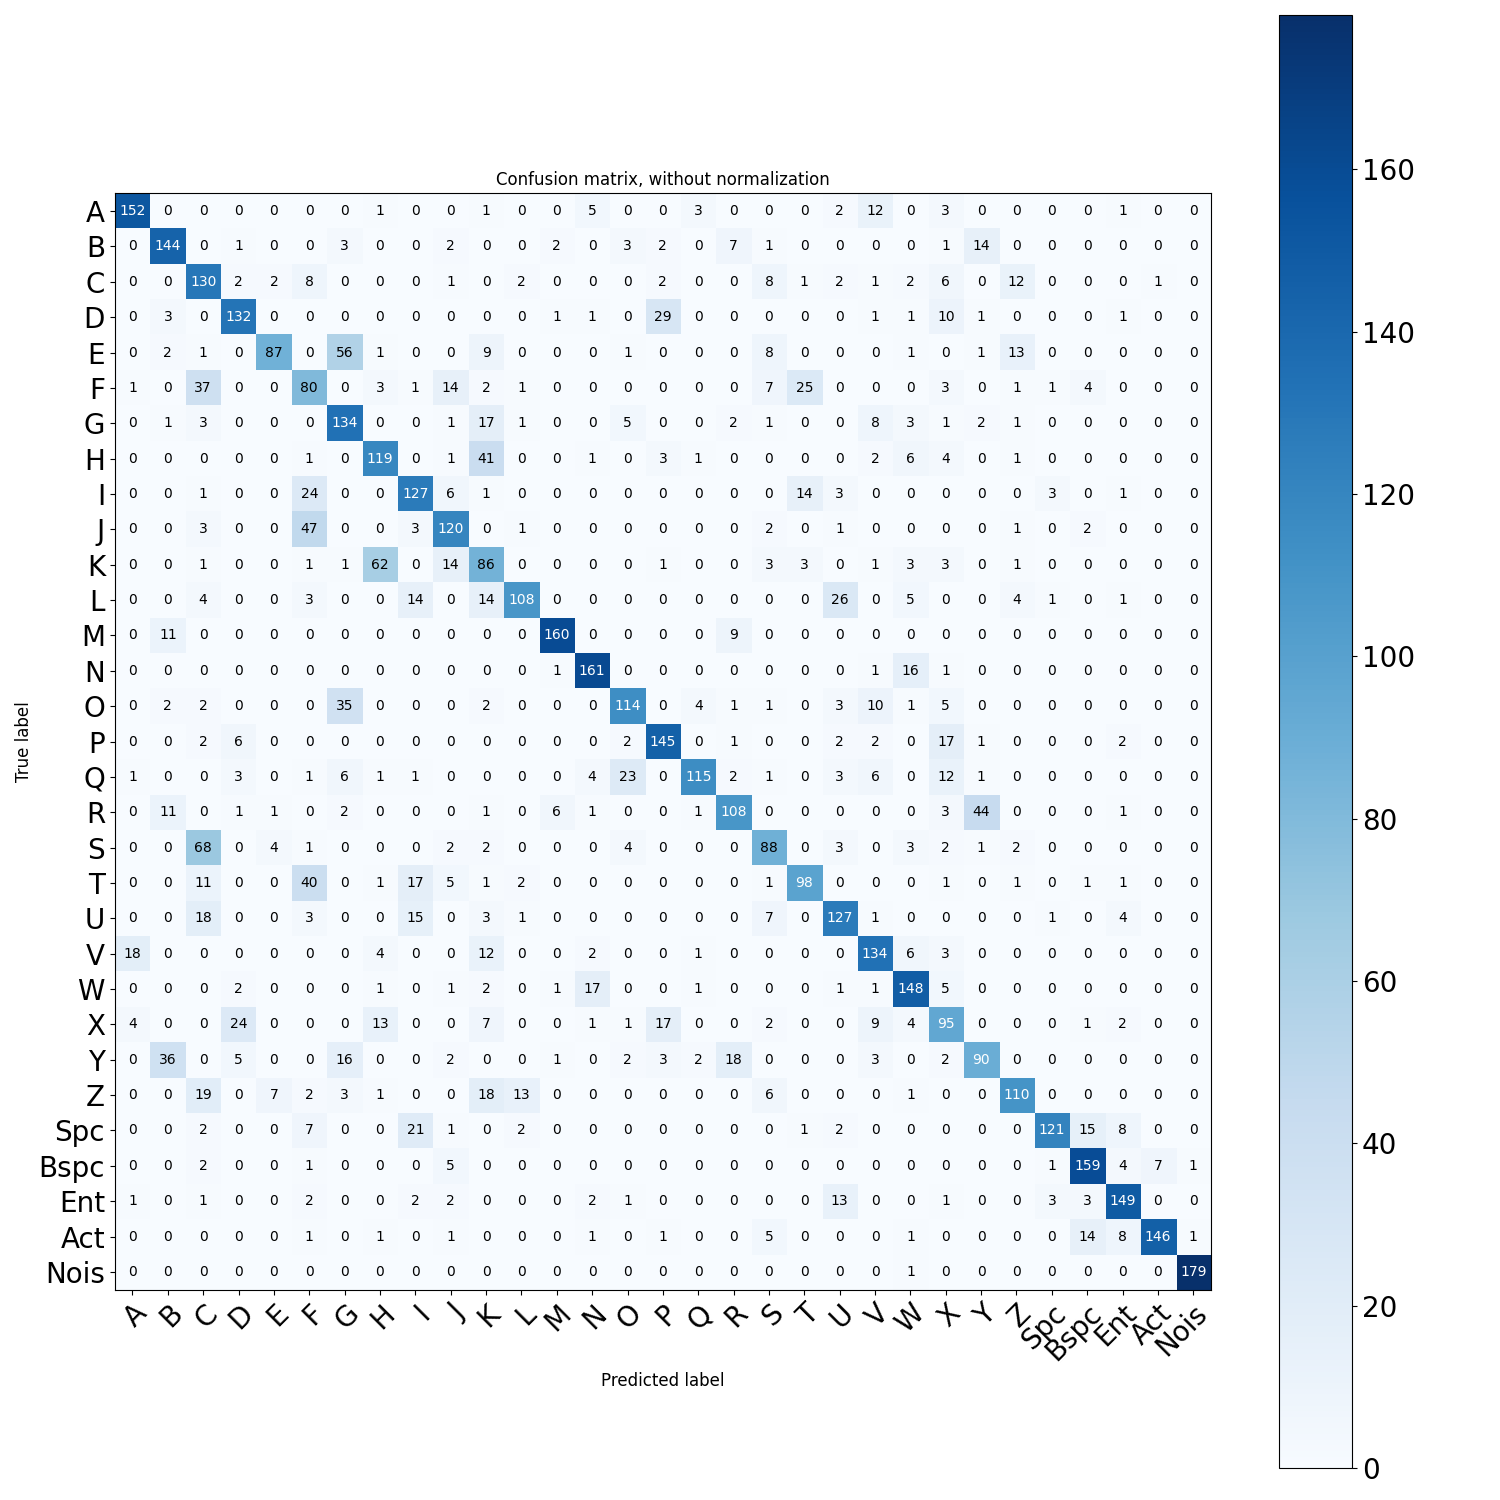 Confusion matrix, without normalization
A 152 0 0 0 0 0 0 1 0 0 1 0 0 5 0 0 3 0 0 0 2 12 0 3 0 0 0 0 1 0 0
B 0 144 0 1 0 0 3 0 0 2 0 0 2 0 3 2 0 7 1 0 0 0 0 1 14 0 0 0 0 0 0
C 0 0 130 2 2 8 0 0 0 1 0 2 0 0 0 2 0 0 8 1 2 1 2 6 0 12 0 0 0 1 0
D 0 3 0 132 0 0 0 0 0 0 0 0 1 1 0 29 0 0 0 0 0 1 1 10 1 0 0 0 1 0 0
E 0 2 1 0 87 0 56 1 0 0 9 0 0 0 1 0 0 0 8 0 0 0 1 0 1 13 0 0 0 0 0
F 1 0 37 0 0 80 0 3 1 14 2 1 0 0 0 0 0 0 7 25 0 0 0 3 0 1 1 4 0 0 0
G 0 1 3 0 0 0 134 0 0 1 17 1 0 0 5 0 0 2 1 0 0 8 3 1 2 1 0 0 0 0 0
H 0 0 0 0 0 1 0 119 0 1 41 0 0 1 0 3 1 0 0 0 0 2 6 4 0 1 0 0 0 0 0
I 0 0 1 0 0 24 0 0 127 6 1 0 0 0 0 0 0 0 0 14 3 0 0 0 0 0 3 0 1 0 0
J 0 0 3 0 0 47 0 0 3 120 0 1 0 0 0 0 0 0 2 0 1 0 0 0 0 1 0 2 0 0 0
K 0 0 1 0 0 1 1 62 0 14 86 0 0 0 0 1 0 0 3 3 0 1 3 3 0 1 0 0 0 0 0
L 0 0 4 0 0 3 0 0 14 0 14 108 0 0 0 0 0 0 0 0 26 0 5 0 0 4 1 0 1 0 0
M 0 11 0 0 0 0 0 0 0 0 0 0 160 0 0 0 0 9 0 0 0 0 0 0 0 0 0 0 0 0 0
N 0 0 0 0 0 0 0 0 0 0 0 0 1 161 0 0 0 0 0 0 0 1 16 1 0 0 0 0 0 0 0
O 0 2 2 0 0 0 35 0 0 0 2 0 0 0 114 0 4 1 1 0 3 10 1 5 0 0 0 0 0 0 0
P 0 0 2 6 0 0 0 0 0 0 0 0 0 0 2 145 0 1 0 0 2 2 0 17 1 0 0 0 2 0 0
Q 1 0 0 3 0 1 6 1 1 0 0 0 0 4 23 0 115 2 1 0 3 6 0 12 1 0 0 0 0 0 0
R 0 11 0 1 1 0 2 0 0 0 1 0 6 1 0 0 1 108 0 0 0 0 0 3 44 0 0 0 1 0 0
S 0 0 68 0 4 1 0 0 0 2 2 0 0 0 4 0 0 0 88 0 3 0 3 2 1 2 0 0 0 0 0
T 0 0 11 0 0 40 0 1 17 5 1 2 0 0 0 0 0 0 1 98 0 0 0 1 0 1 0 1 1 0 0
U 0 0 18 0 0 3 0 0 15 0 3 1 0 0 0 0 0 0 7 0 127 1 0 0 0 0 1 0 4 0 0
V 18 0 0 0 0 0 0 4 0 0 12 0 0 2 0 0 1 0 0 0 0 134 6 3 0 0 0 0 0 0 0
W 0 0 0 2 0 0 0 1 0 1 2 0 1 17 0 0 1 0 0 0 1 1 148 5 0 0 0 0 0 0 0
X 4 0 0 24 0 0 0 13 0 0 7 0 0 1 1 17 0 0 2 0 0 9 4 95 0 0 0 1 2 0 0
Y 0 36 0 5 0 0 16 0 0 2 0 0 1 0 2 3 2 18 0 0 0 3 0 2 90 0 0 0 0 0 0
Z 0 0 19 0 7 2 3 1 0 0 18 13 0 0 0 0 0 0 6 0 0 0 1 0 0 110 0 0 0 0 0
Spc 0 0 2 0 0 7 0 0 21 1 0 2 0 0 0 0 0 0 0 1 2 0 0 0 0 0 121 15 8 0 0
Bspc 0 0 2 0 0 1 0 0 0 5 0 0 0 0 0 0 0 0 0 0 0 0 0 0 0 0 1 159 4 7 1
Ent 1 0 1 0 0 2 0 0 2 2 0 0 0 2 1 0 0 0 0 0 13 0 0 1 0 0 3 3 149 0 0
Act 0 0 0 0 0 1 0 1 0 1 0 0 0 1 0 1 0 0 5 0 0 0 1 0 0 0 0 14 8 146 1
Nois 0 0 0 0 0 0 0 0 0 0 0 0 0 0 0 0 0 0 0 0 0 0 1 0 0 0 0 0 0 0 179
A B C D E F G H I J K L M N O P Q R S T U V W X Y Z Spc Bspc Ent Act Nois
Predicted label
True label
160
140
120
100
80
60
40
20
0